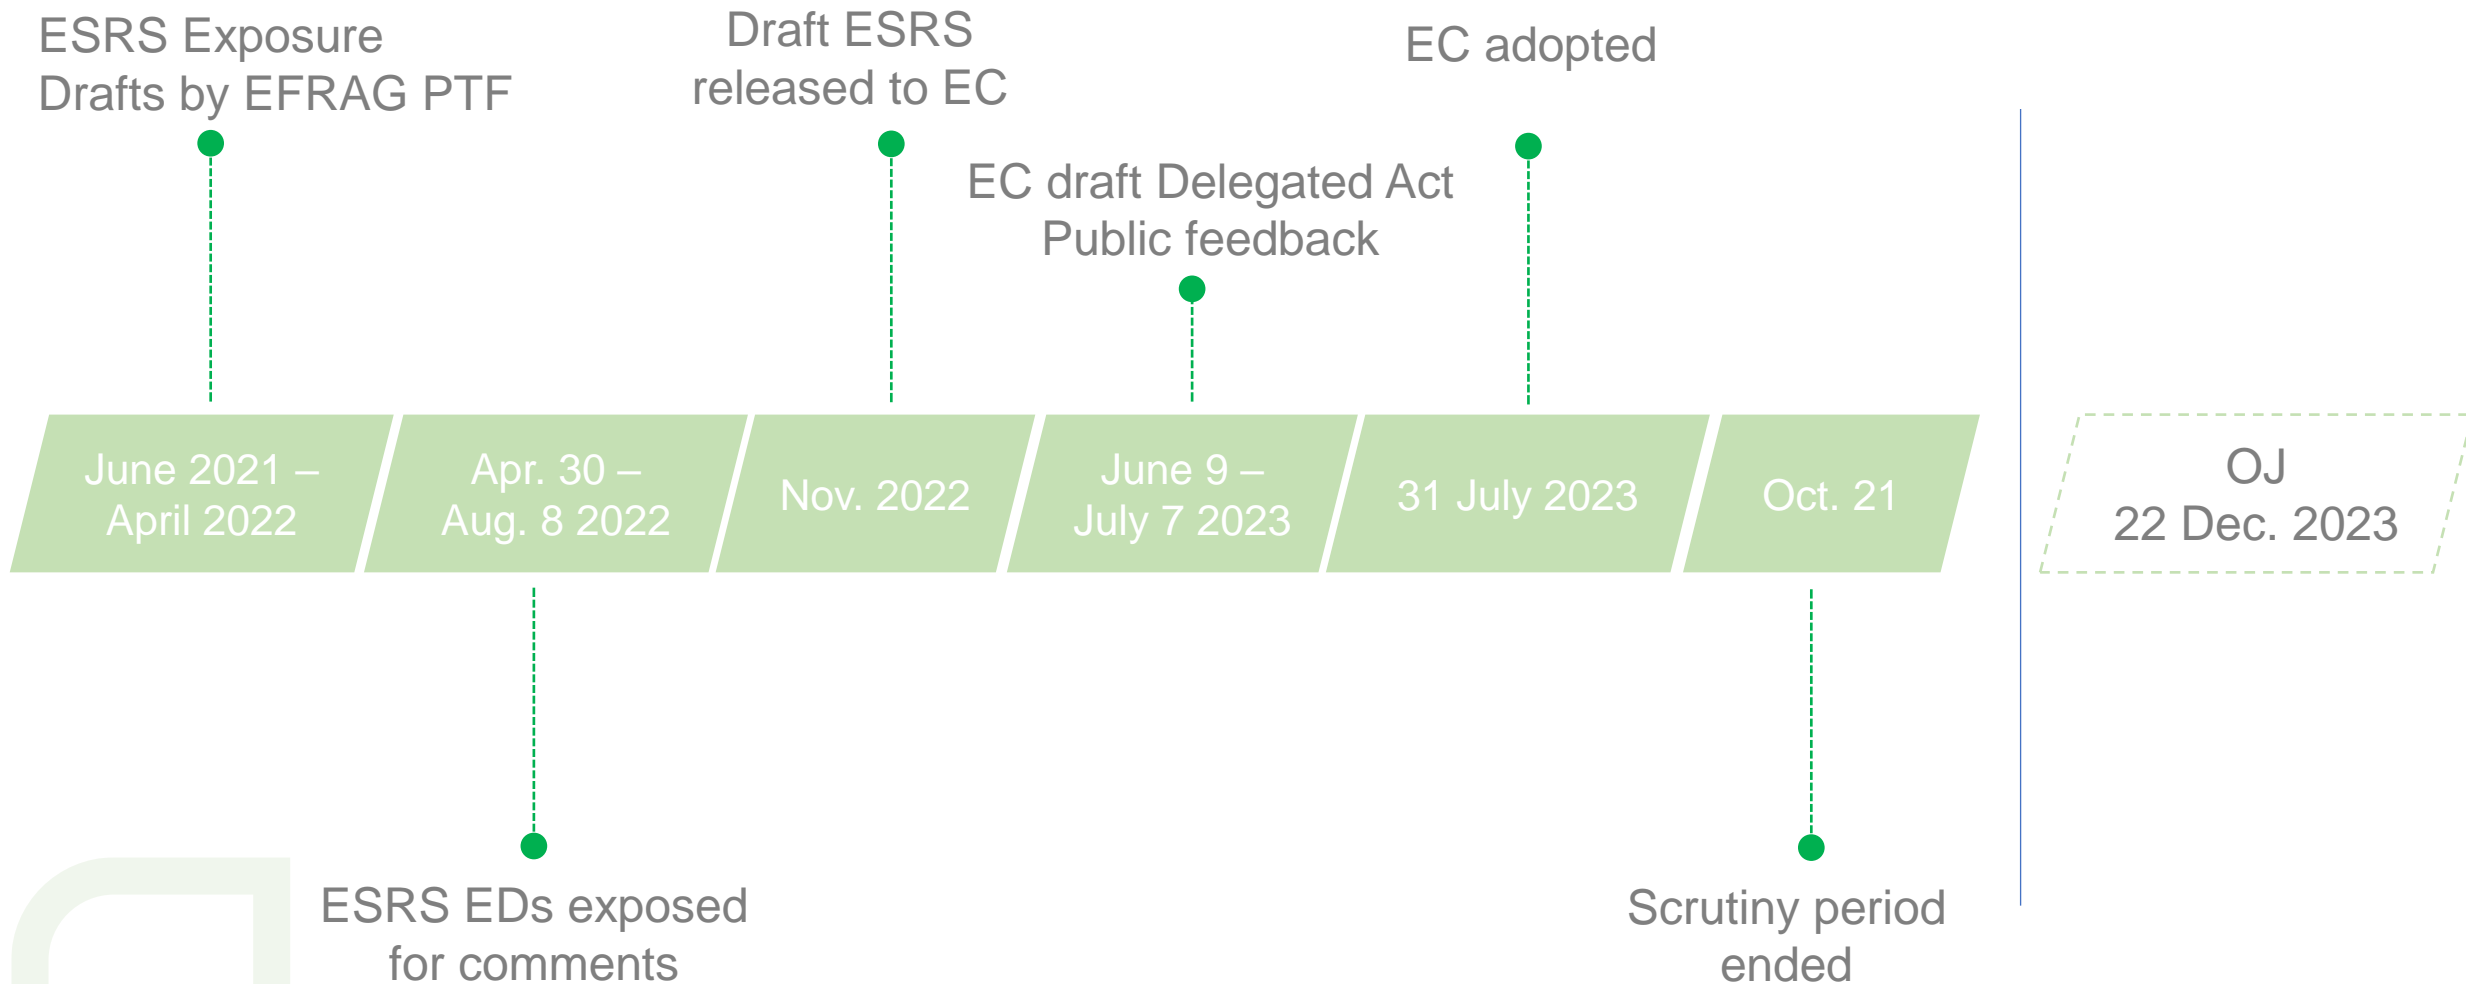 ESRS Exposure
Drafts by EFRAG PTF
Draft ESRS
released to EC
EC draft Delegated Act
Public feedback
EC adopted
June 2021 –
April 2022
Apr. 30 –
Aug. 8 2022
Nov. 2022
June 9 –
July 7 2023
31 July 2023
Oct. 21
OJ
22 Dec. 2023
ESRS EDs exposed
for comments
Scrutiny period
ended